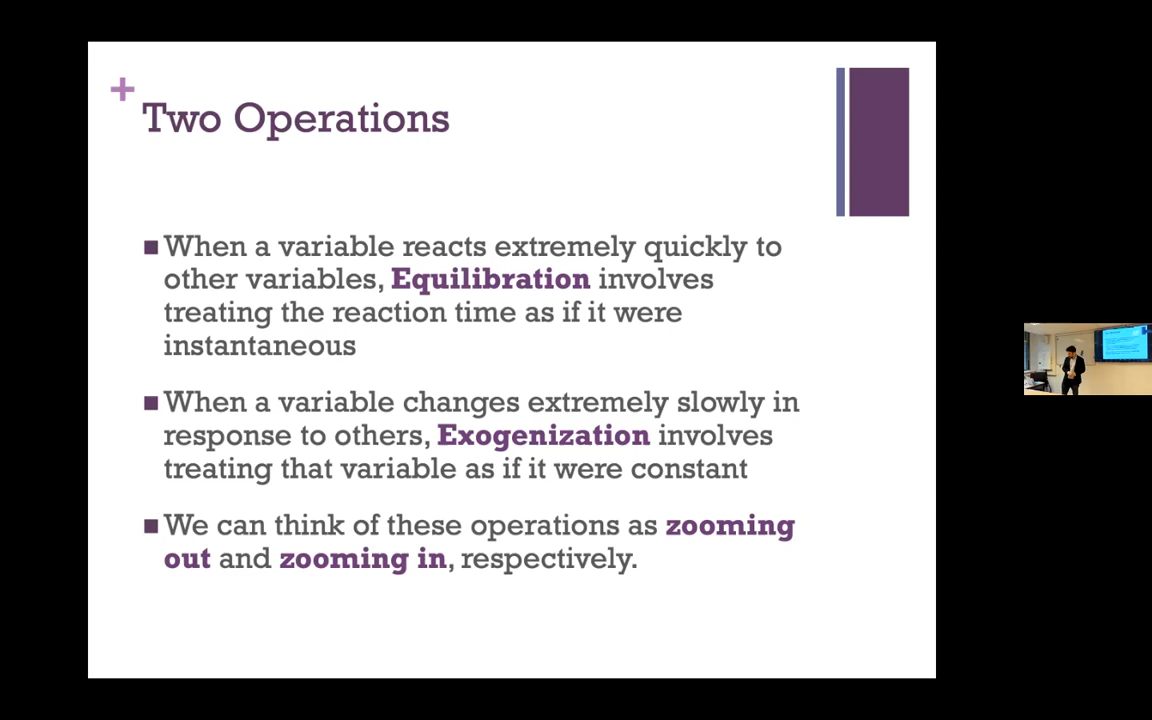 +
Two Operations
■ When a variable reacts extremely quickly to
other variables, Equilibration involves
treating the reaction time as if it were
instantaneous
■ When a variable changes extremely slowly in
response to others, Exogenization involves
treating that variable as if it were constant
■ We can think of these operations as zooming
out and zooming in, respectively.